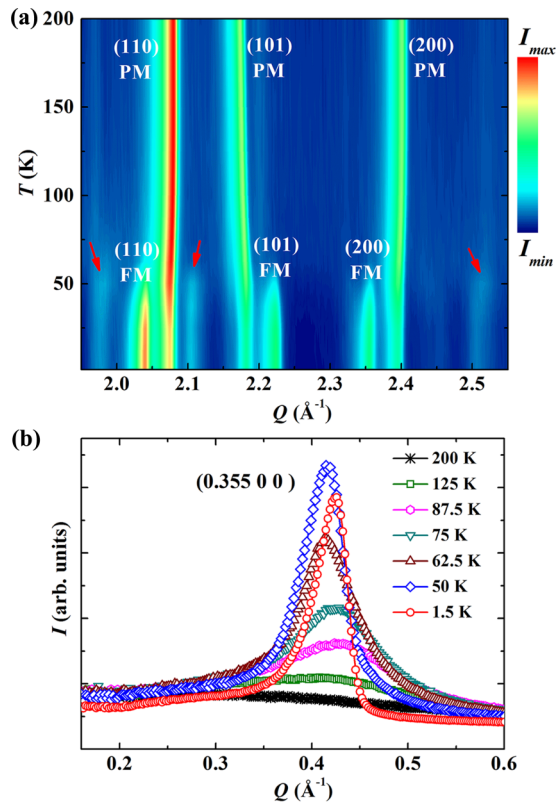 (a)
200
150
100
50
T (K)
(110)
PM
(101)
PM
(200)
PM
(110)
FM
(101)
FM
(200)
FM
I_max
I_min
2.0 2.1 2.2 2.3 2.4 2.5
Q (Å⁻¹)
(b)
(0.355 0 0 )
200 K
125 K
87.5 K
75 K
62.5 K
50 K
1.5 K
I (arb. units)
0.2 0.3 0.4 0.5 0.6
Q (Å⁻¹)